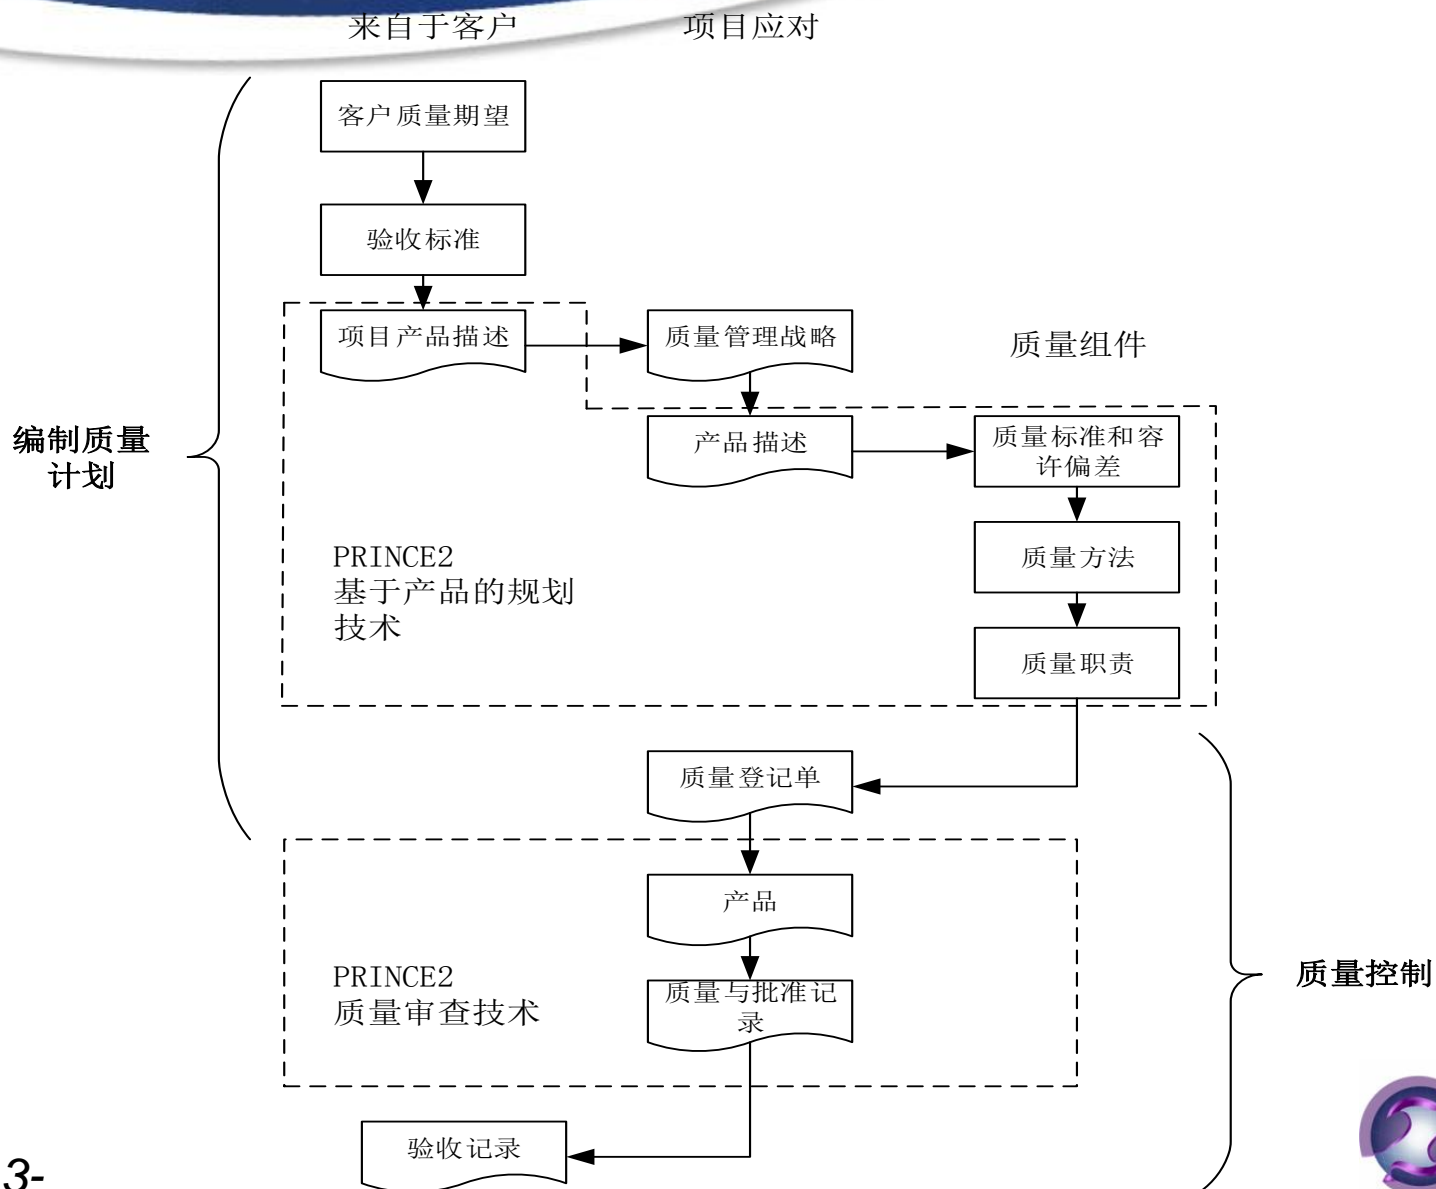 来自于客户
项目应对
客户质量期望
验收标准
项目产品描述
质量管理战略
质量组件
编制质量
计划
产品描述
质量标准和容
许偏差
PRINCE2
基于产品的规划
技术
质量方法
质量职责
质量登记单
产品
PRINCE2
质量审查技术
质量与批准记
录
质量控制
验收记录
3-